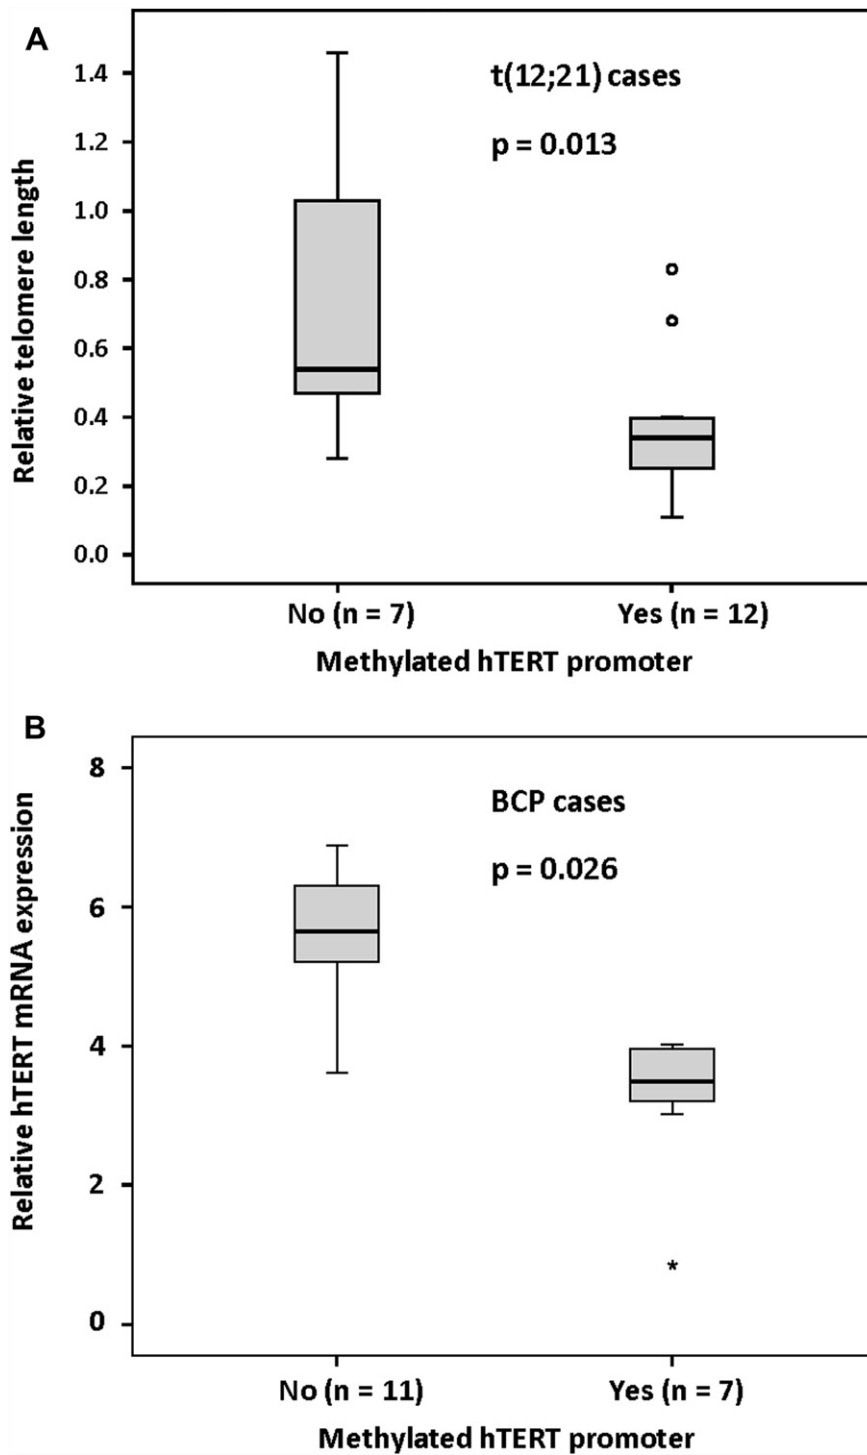 A
t(12;21) cases
p = 0.013
Relative telomere length
1.4
1.2
1.0
0.8
0.6
0.4
0.2
0.0
No (n = 7) Yes (n = 12)
Methylated hTERT promoter
B
BCP cases
p = 0.026
Relative hTERT mRNA expression
8
6
4
2
0
*
No (n = 11) Yes (n = 7)
Methylated hTERT promoter